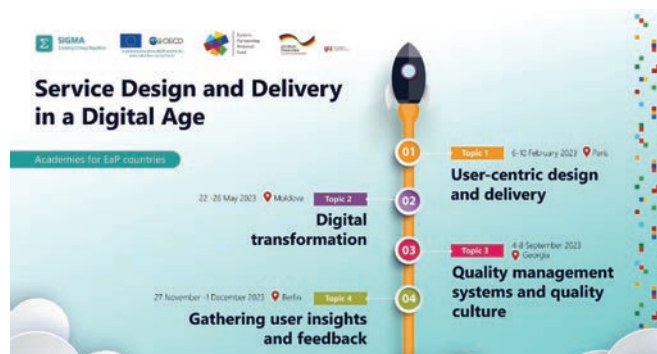 SIGMA
OECD
Service Design and Delivery
in a Digital Age
Academies for EaP countries
01
Topic 1
6-10 February 2023
Paris
User-centric design
and delivery
22 -26 May 2023
Moldova
Topic 2
02
Digital
transformation
03
Topic 3
4-8 September 2023
Georgia
Quality management
systems and quality
culture
27 November -1 December 2023
Berlin
Topic 4
04
Gathering user insights
and feedback